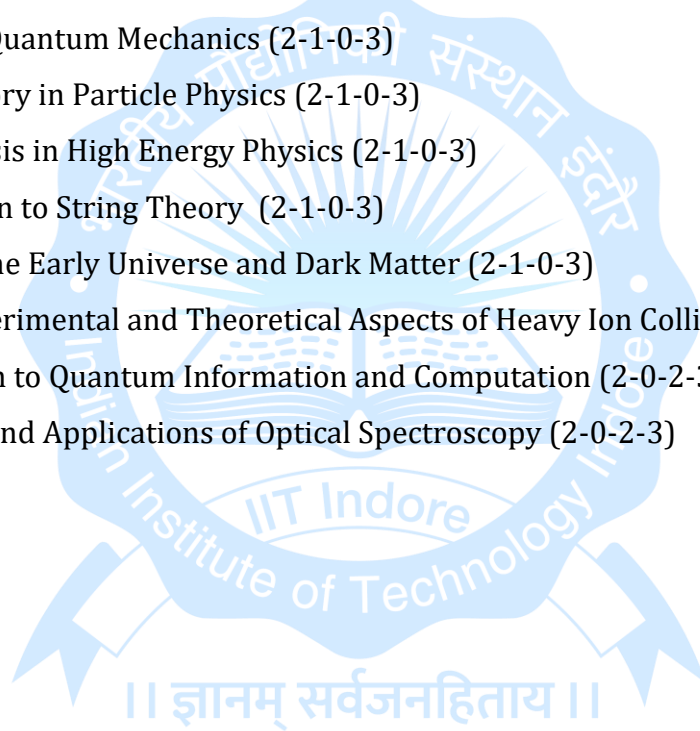 Quantum Mechanics (2-1-0-3)
ory in Particle Physics (2-1-0-3)
sis in High Energy Physics (2-1-0-3)
n to String Theory (2-1-0-3)
he Early Universe and Dark Matter (2-1-0-3)
erimental and Theoretical Aspects of Heavy Ion Colli
n to Quantum Information and Computation (2-0-2-3
nd Applications of Optical Spectroscopy (2-0-2-3)
भारतीय प्रौद्योगिकी संस्थान इंदौर
Indian Institute of Technology Indore
IIT Indore
।। ज्ञानम् सर्वजनहिताय ।।